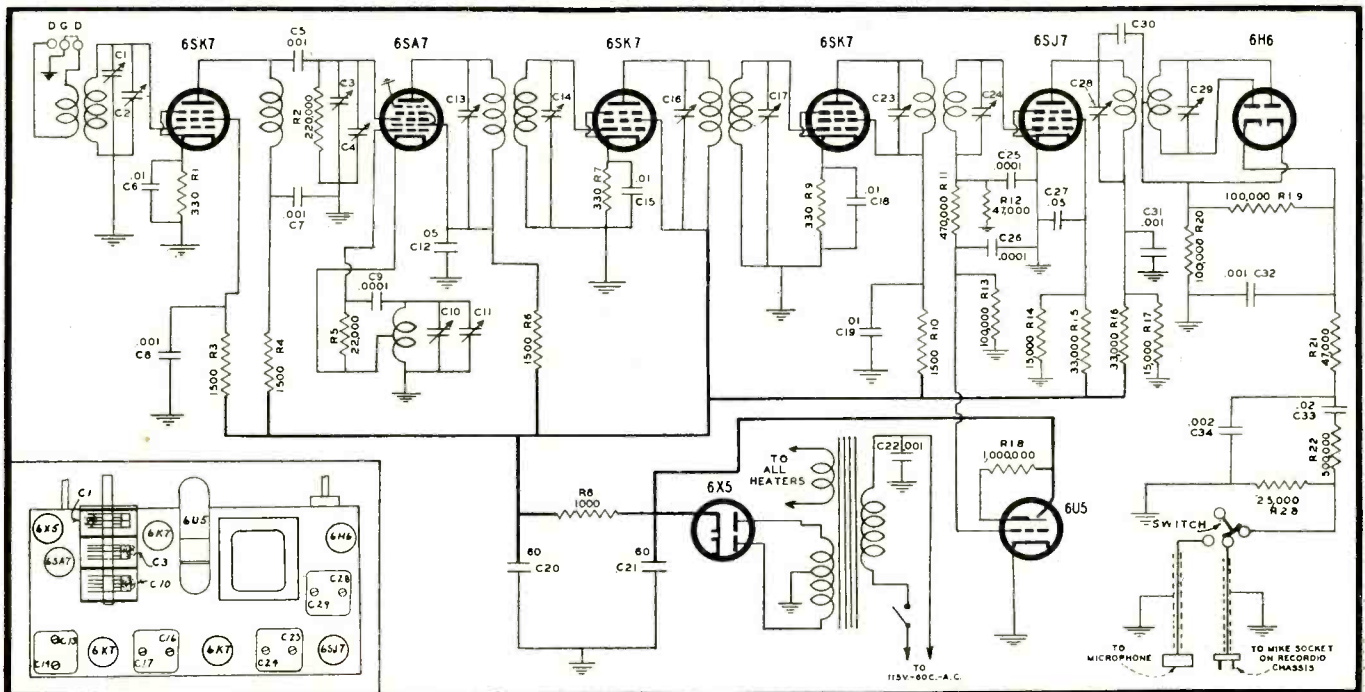 D G D
6SK7
C5
.001
6SA7
6SK7
6SK7
6SJ7
C30
6H6
C1
C2
R2
220,000
C3
C4
C13
C14
C16
C17
C23
C24
C28
C29
.01
C6
330 R1
.001
C7
.05
C12
330 R7
.01
C15
330 R9
.01
C18
470,000 R11
C25
.0001
R12
47,000
C27
.05
C26
.0001
C31
.001
100,000 R19
100,000 R20
.001 C32
C9
.0001
R5
22,000
C10
C11
R6
1500
.001
C8
R3
1500
R4
1500
.01
C19
R10
1500
R13
100,000
R14
15,000
R15
33,000
R16
33,000
R17
15,000
R21
47,000
.02
C33
.002
C34
R22
500,000
25,000
R28
SWITCH
R8
1000
6X5
TO
ALL
HEATERS
C22 .001
R18
1,000,000
6U5
60
C20
60
C21
TO
115V.-60C.-A.C.
TO
MICROPHONE
TO MIKE SOCKET
ON RECORDIO
CHASSIS
C1
6X5
6K7
6U5
6H6
6SA7
C3
C10
C28
C29
C13
C14
6K7
C16
C17
6K7
C23
C24
6SJ7